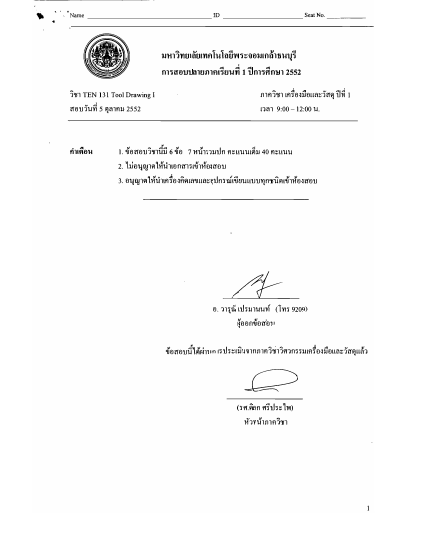 Name ID Seat No.
มหาวิทยาลัยเทคโนโลยีพระจอมเกล้าธนบุรี
การสอบปลายภาคเรียนที่ 1 ปีการศึกษา 2552
วิชา TEN 131 Tool Drawing I ภาควิชา เครื่องมือและวัสดุ ปีที่ 1
สอบวันที่ 5 ตุลาคม 2552 เวลา 9:00 – 12:00 น.
คำเตือน 1. ข้อสอบวิชานี้มี 6 ข้อ 7 หน้ารวมปก คะแนนเต็ม 40 คะแนน
2. ไม่อนุญาตให้นำเอกสารเข้าห้องสอบ
3. อนุญาตให้นำเครื่องคิดเลขและอุปกรณ์เขียนแบบทุกชนิดเข้าห้องสอบ
อ. วารุณี เปรมานนท์ (โทร 9209)
ผู้ออกข้อสอบ
ข้อสอบนี้ได้ผ่านการประเมินจากภาควิชาวิศวกรรมเครื่องมือและวัสดุแล้ว
หัวหน้าภาควิชา
1